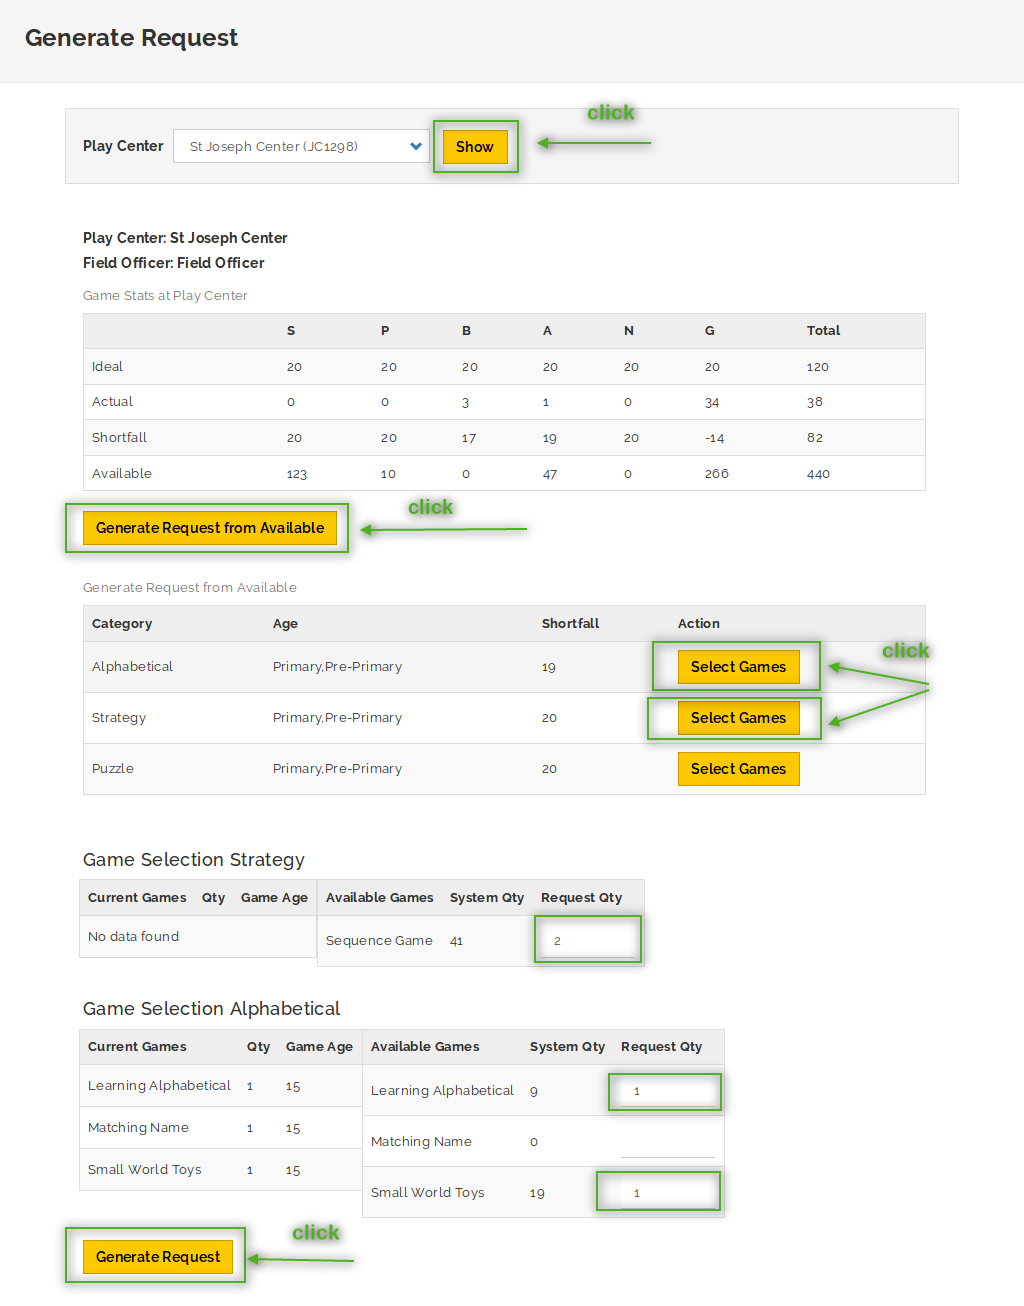 Generate Request
click
Play Center St Joseph Center (JC1298) Show
Play Center: St Joseph Center
Field Officer: Field Officer
Game Stats at Play Center
S P B A N G Total
Ideal 20 20 20 20 20 20 120
Actual 0 0 3 1 0 34 38
Shortfall 20 20 17 19 20 -14 82
Available 123 10 0 47 0 266 440
click
Generate Request from Available
Generate Request from Available
Category Age Shortfall Action
click
Alphabetical Primary,Pre-Primary 19 Select Games
Strategy Primary,Pre-Primary 20 Select Games
Puzzle Primary,Pre-Primary 20 Select Games
Game Selection Strategy
Current Games Qty Game Age Available Games System Qty Request Qty
No data found Sequence Game 41 2
Game Selection Alphabetical
Current Games Qty Game Age Available Games System Qty Request Qty
Learning Alphabetical 1 15 Learning Alphabetical 9 1
Matching Name 1 15 Matching Name 0
Small World Toys 1 15 Small World Toys 19 1
click
Generate Request